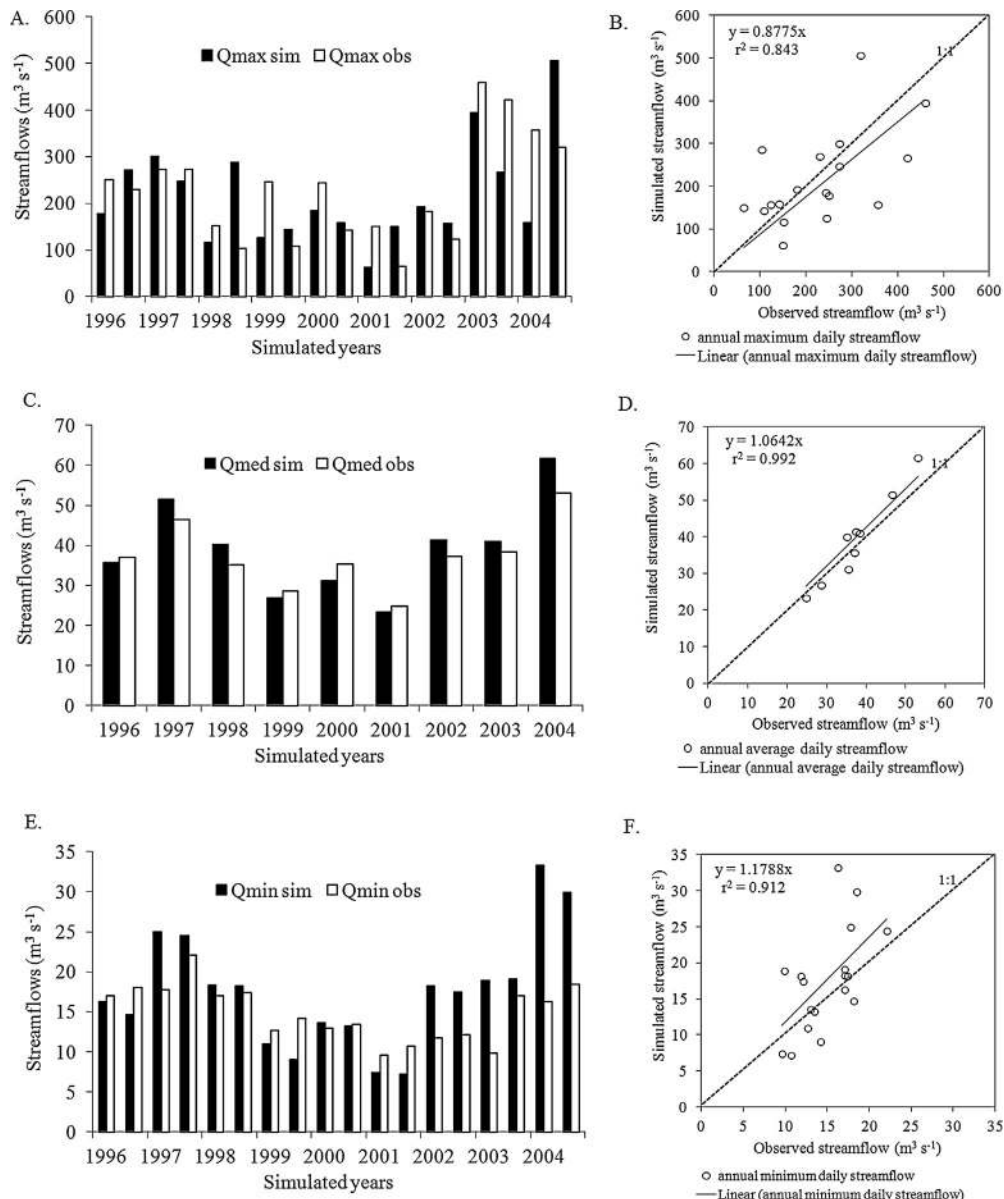 A.
600
500
400
300
200
100
0
Streamflows (m³ s⁻¹)
Qmax sim Qmax obs
1996 1997 1998 1999 2000 2001 2002 2003 2004
Simulated years
B.
600
500
400
300
200
100
0
Simulated streamflow (m³ s⁻¹)
y = 0.8775x
r² = 0.843
1:1
0 100 200 300 400 500 600
Observed streamflow (m³ s⁻¹)
annual maximum daily streamflow
Linear (annual maximum daily streamflow)
C.
70
60
50
40
30
20
10
0
Streamflows (m³ s⁻¹)
Qmed sim Qmed obs
1996 1997 1998 1999 2000 2001 2002 2003 2004
Simulated years
D.
70
60
50
40
30
20
10
0
Simulated streamflow (m³ s⁻¹)
y = 1.0642x
r² = 0.992
1:1
0 10 20 30 40 50 60 70
Observed streamflow (m³ s⁻¹)
annual average daily streamflow
Linear (annual average daily streamflow)
E.
35
30
25
20
15
10
5
0
Streamflows (m³ s⁻¹)
Qmin sim Qmin obs
1996 1997 1998 1999 2000 2001 2002 2003 2004
Simulated years
F.
35
30
25
20
15
10
5
0
Simulated streamflow (m³ s⁻¹)
y = 1.1788x
r² = 0.912
1:1
0 5 10 15 20 25 30 35
Observed streamflow (m³ s⁻¹)
annual minimum daily streamflow
Linear (annual minimum daily streamflow)